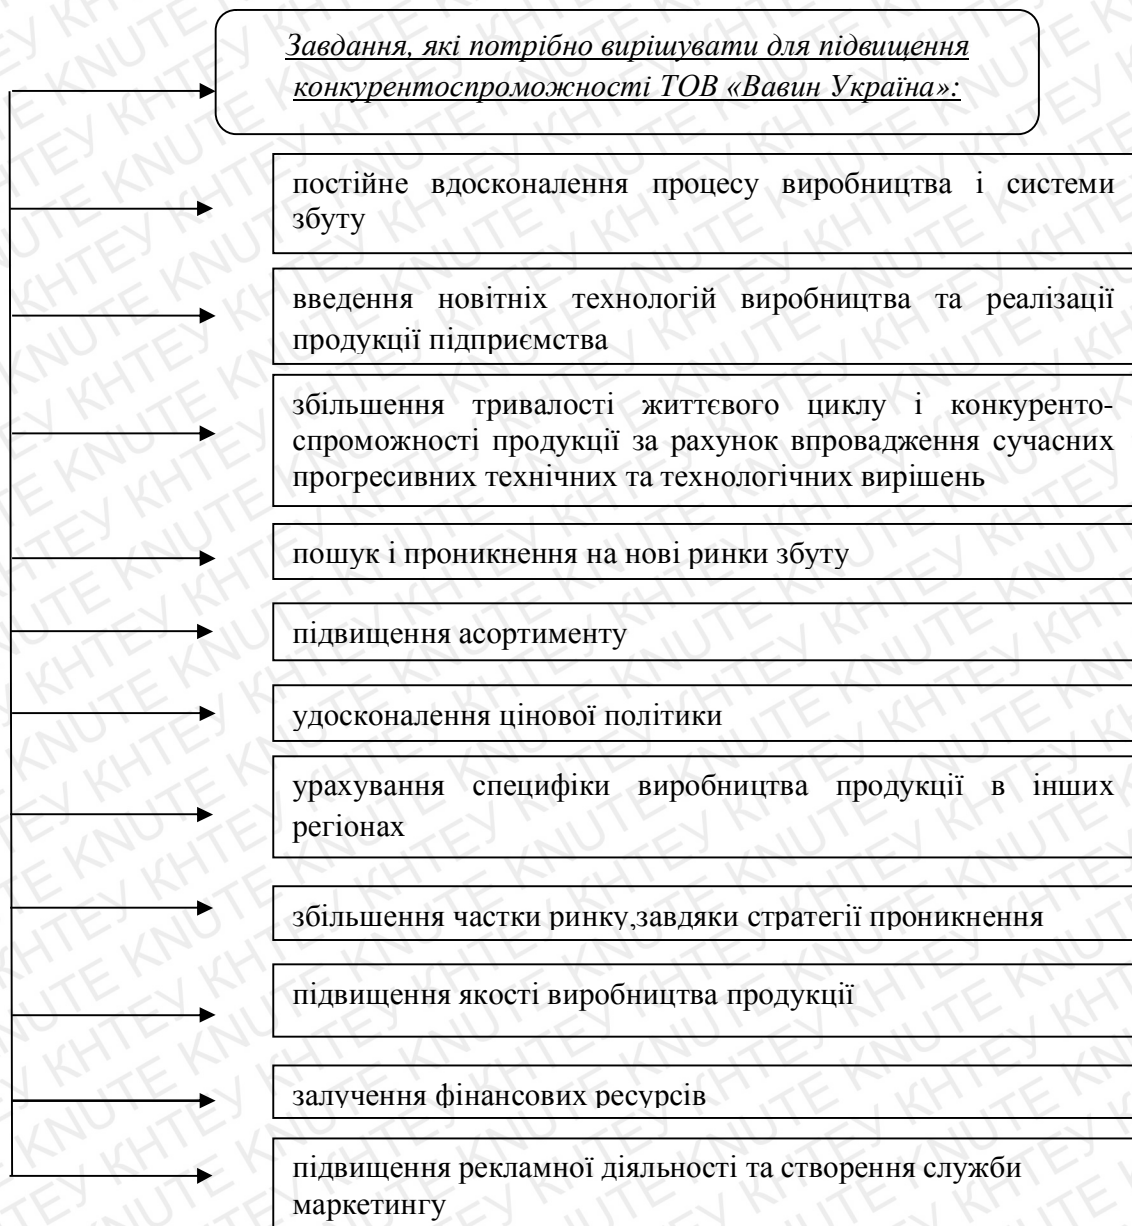 Завдання, які потрібно вирішувати для підвищення
конкурентоспроможності ТОВ «Вавин Україна»:
постійне вдосконалення процесу виробництва і системи
збуту
введення новітніх технологій виробництва та реалізації
продукції підприємства
збільшення тривалості життєвого циклу і конкуренто-
спроможності продукції за рахунок впровадження сучасних
прогресивних технічних та технологічних вирішень
пошук і проникнення на нові ринки збуту
підвищення асортименту
удосконалення цінової політики
урахування специфіки виробництва продукції в інших
регіонах
збільшення частки ринку,завдяки стратегії проникнення
підвищення якості виробництва продукції
залучення фінансових ресурсів
підвищення рекламної діяльності та створення служби
маркетингу